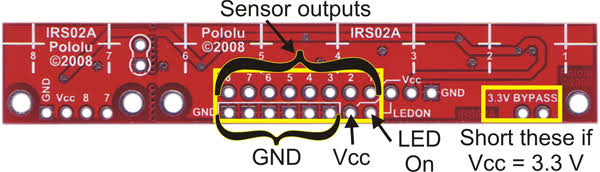 Sensor outputs
IRS02A
Pololu
©2008
IRS02A
Pololu
©2008
8 7 6 5 4 3 2 1
GND
Vcc
8
7
8 7 6 5 4 3 2 1
GND
LEDON
Vcc
GND
3.3V BYPASS
GND
Vcc
LED
On
Short these if
Vcc = 3.3 V